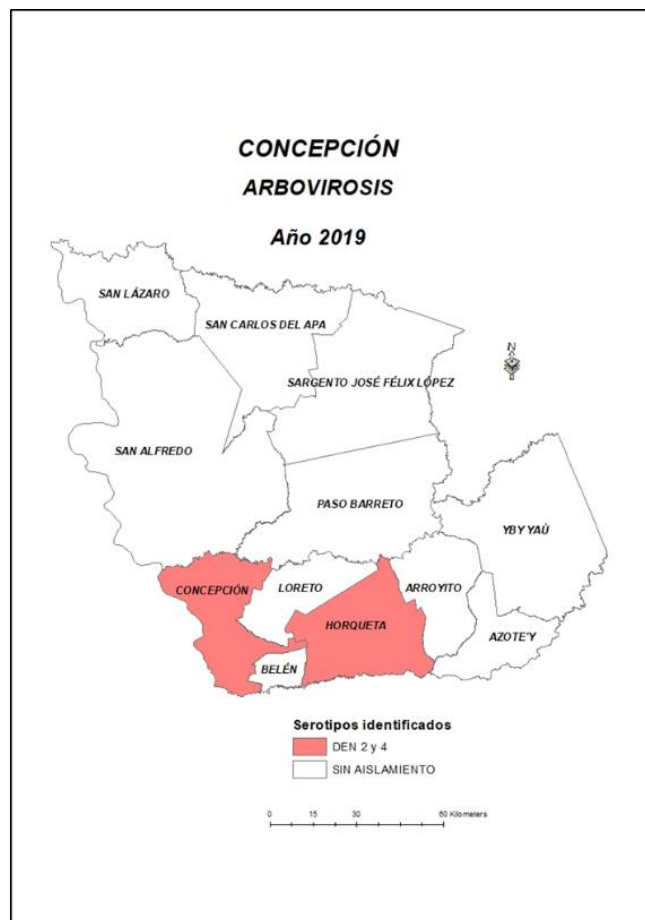 CONCEPCIÓN
ARBOVIROSIS
Año 2019
SAN LÁZARO
SAN CARLOS DEL APA
N
SARGENTO JOSÉ FÉLIX LÓPEZ
SAN ALFREDO
PASO BARRETO
YBY YAÚ
CONCEPCIÓN
LORETO
ARROYITO
HORQUETA
AZOTE'Y
BELÉN
Serotipos identificados
DEN 2 y 4
SIN AISLAMIENTO
0 15 30 60 Kilometers